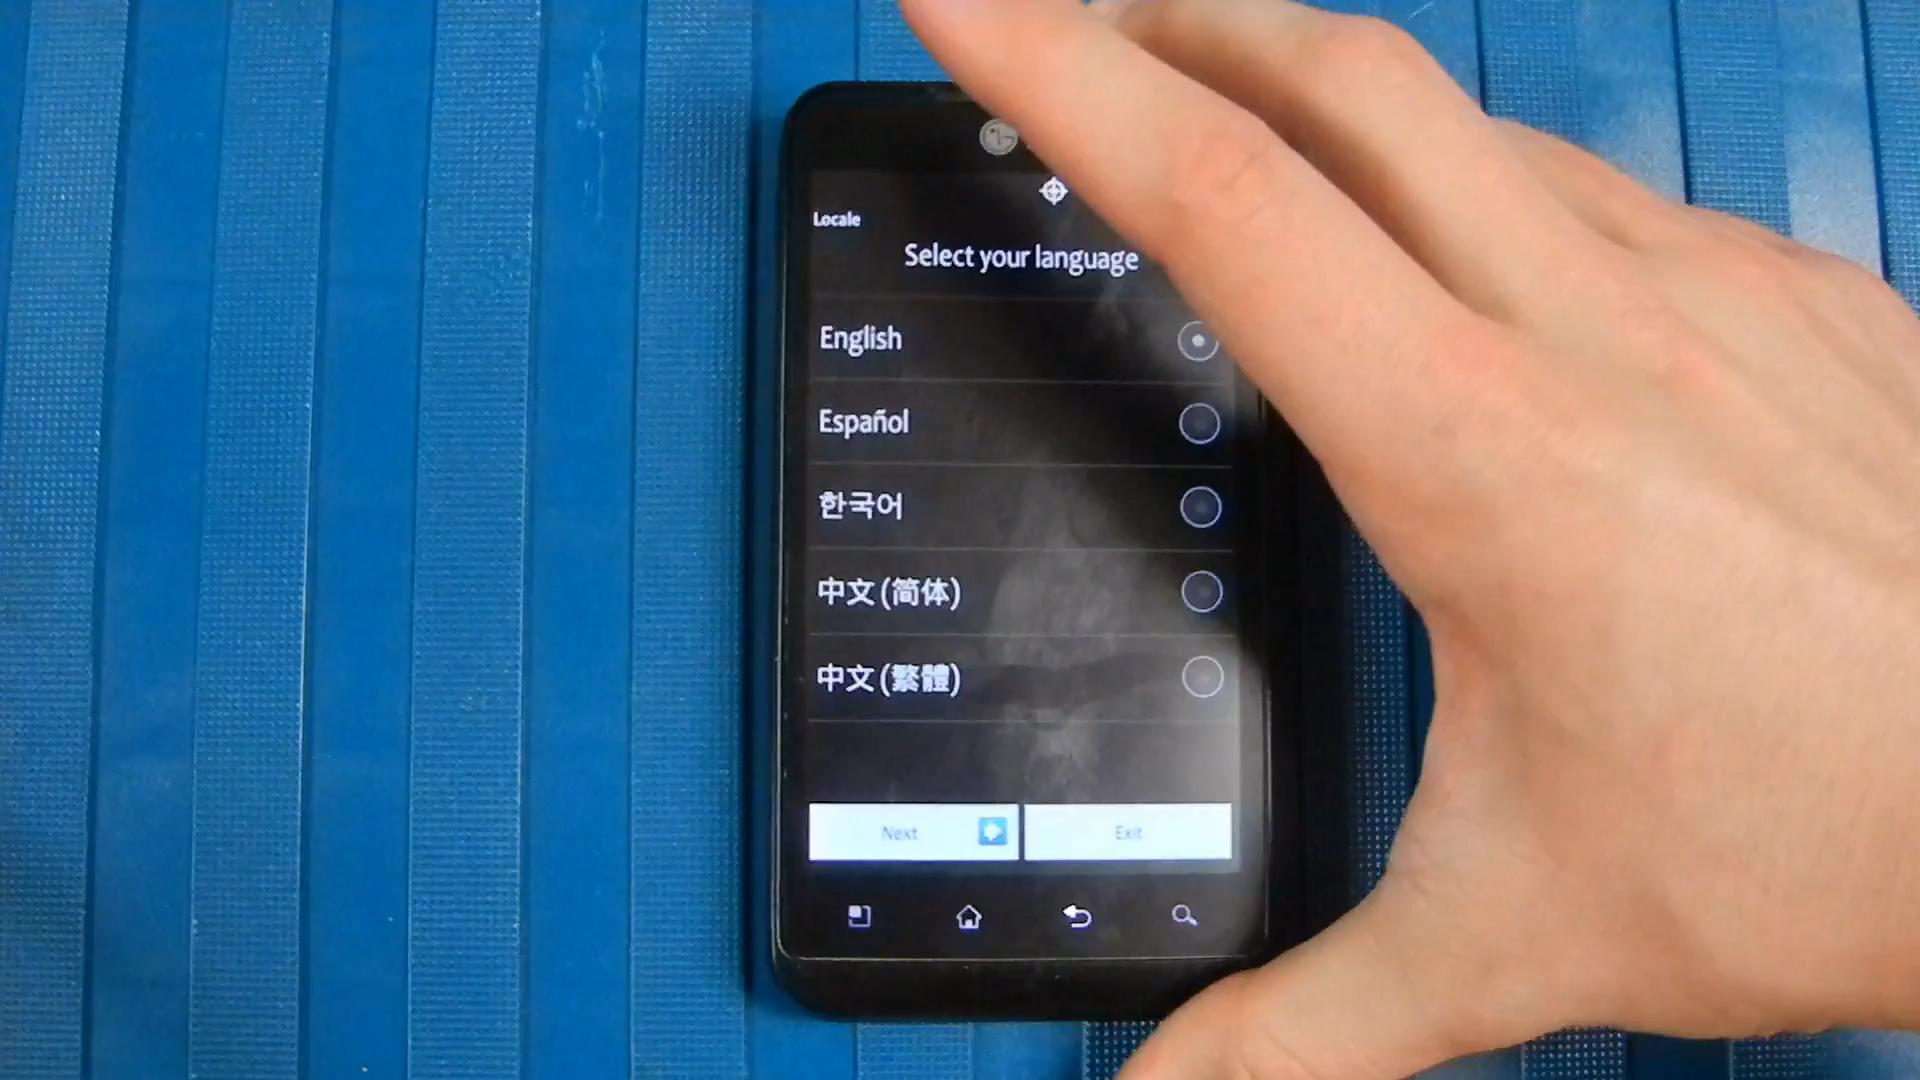 Locale
Select your language
English
Español
한국어
中文 (简体)
中文 (繁體)
Next
Exit